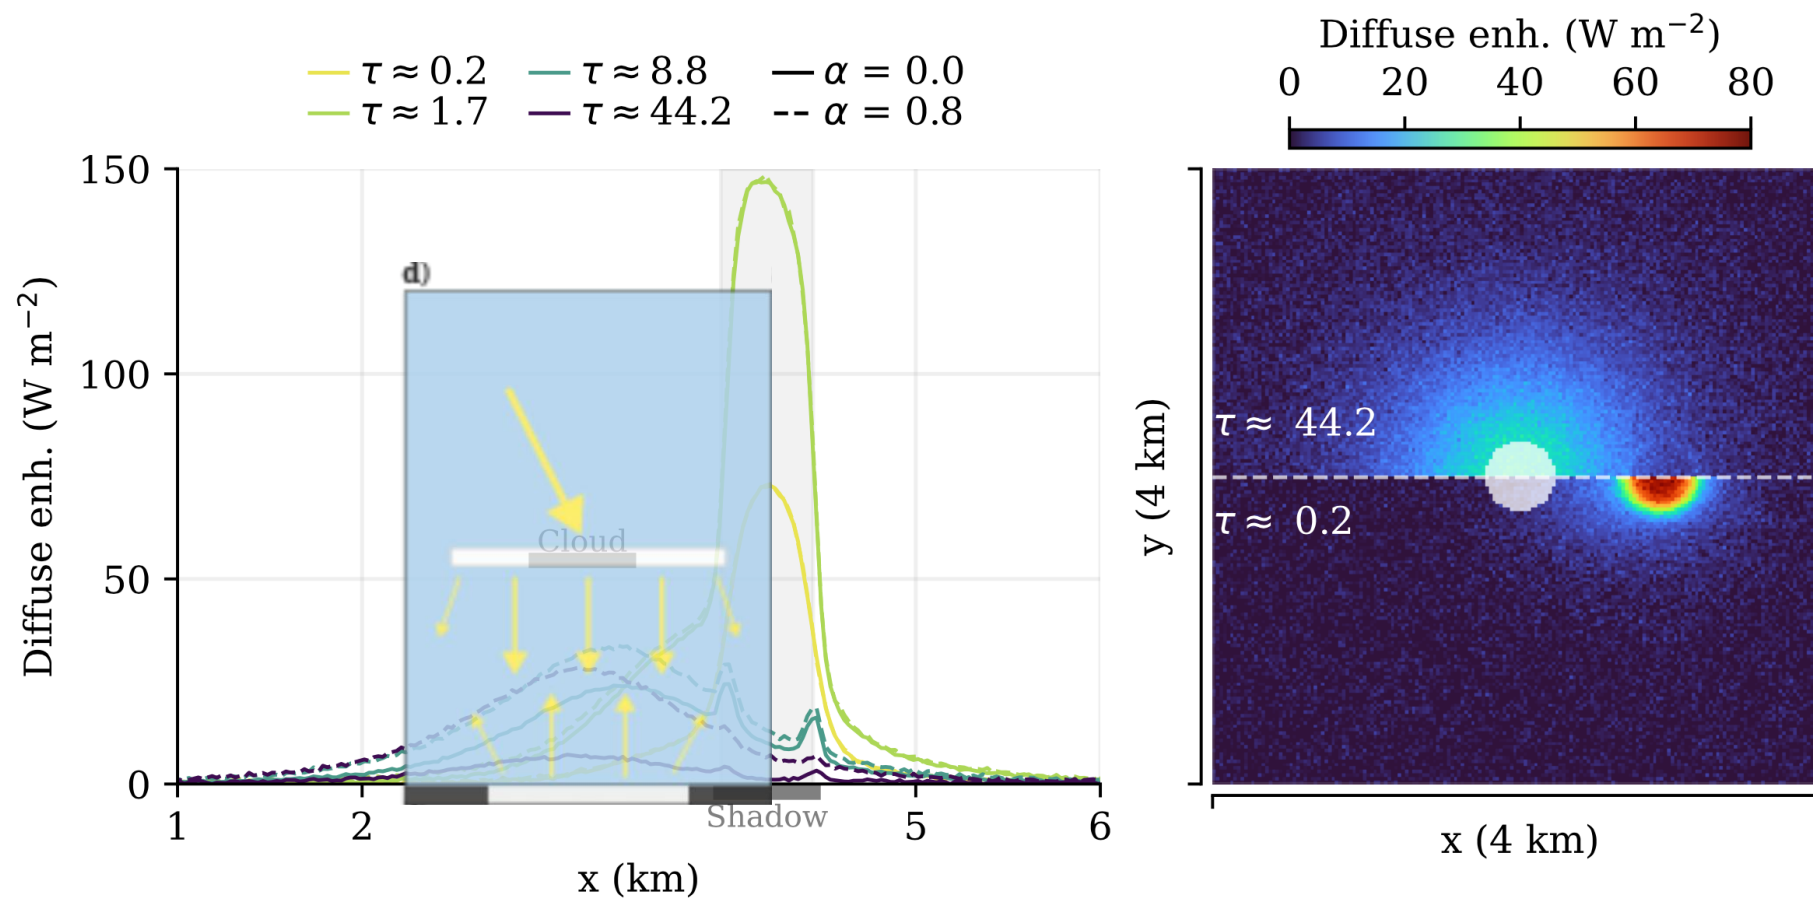 τ ≈ 0.2 τ ≈ 8.8 α = 0.0
τ ≈ 1.7 τ ≈ 44.2 α = 0.8
Diffuse enh. (W m⁻²)
150
100
50
0
d)
Cloud
Shadow
1 2 5 6
x (km)
Diffuse enh. (W m⁻²)
0 20 40 60 80
τ ≈ 44.2
τ ≈ 0.2
y (4 km)
x (4 km)